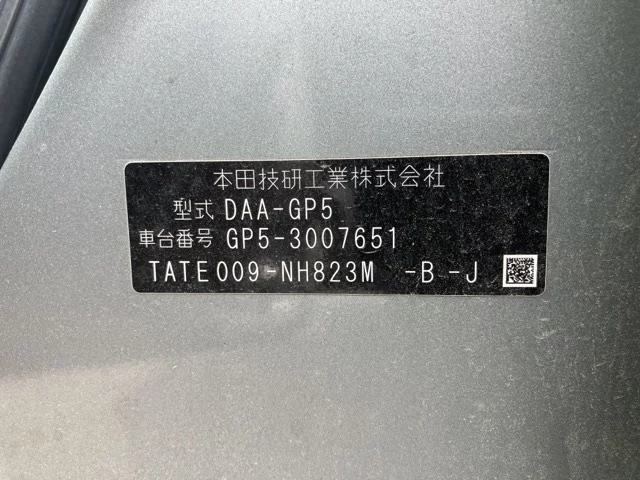 本田技研工業株式会社
型式 DAA-GP5
車台番号 GP5-3007651
TATE009-NH823M -B -J